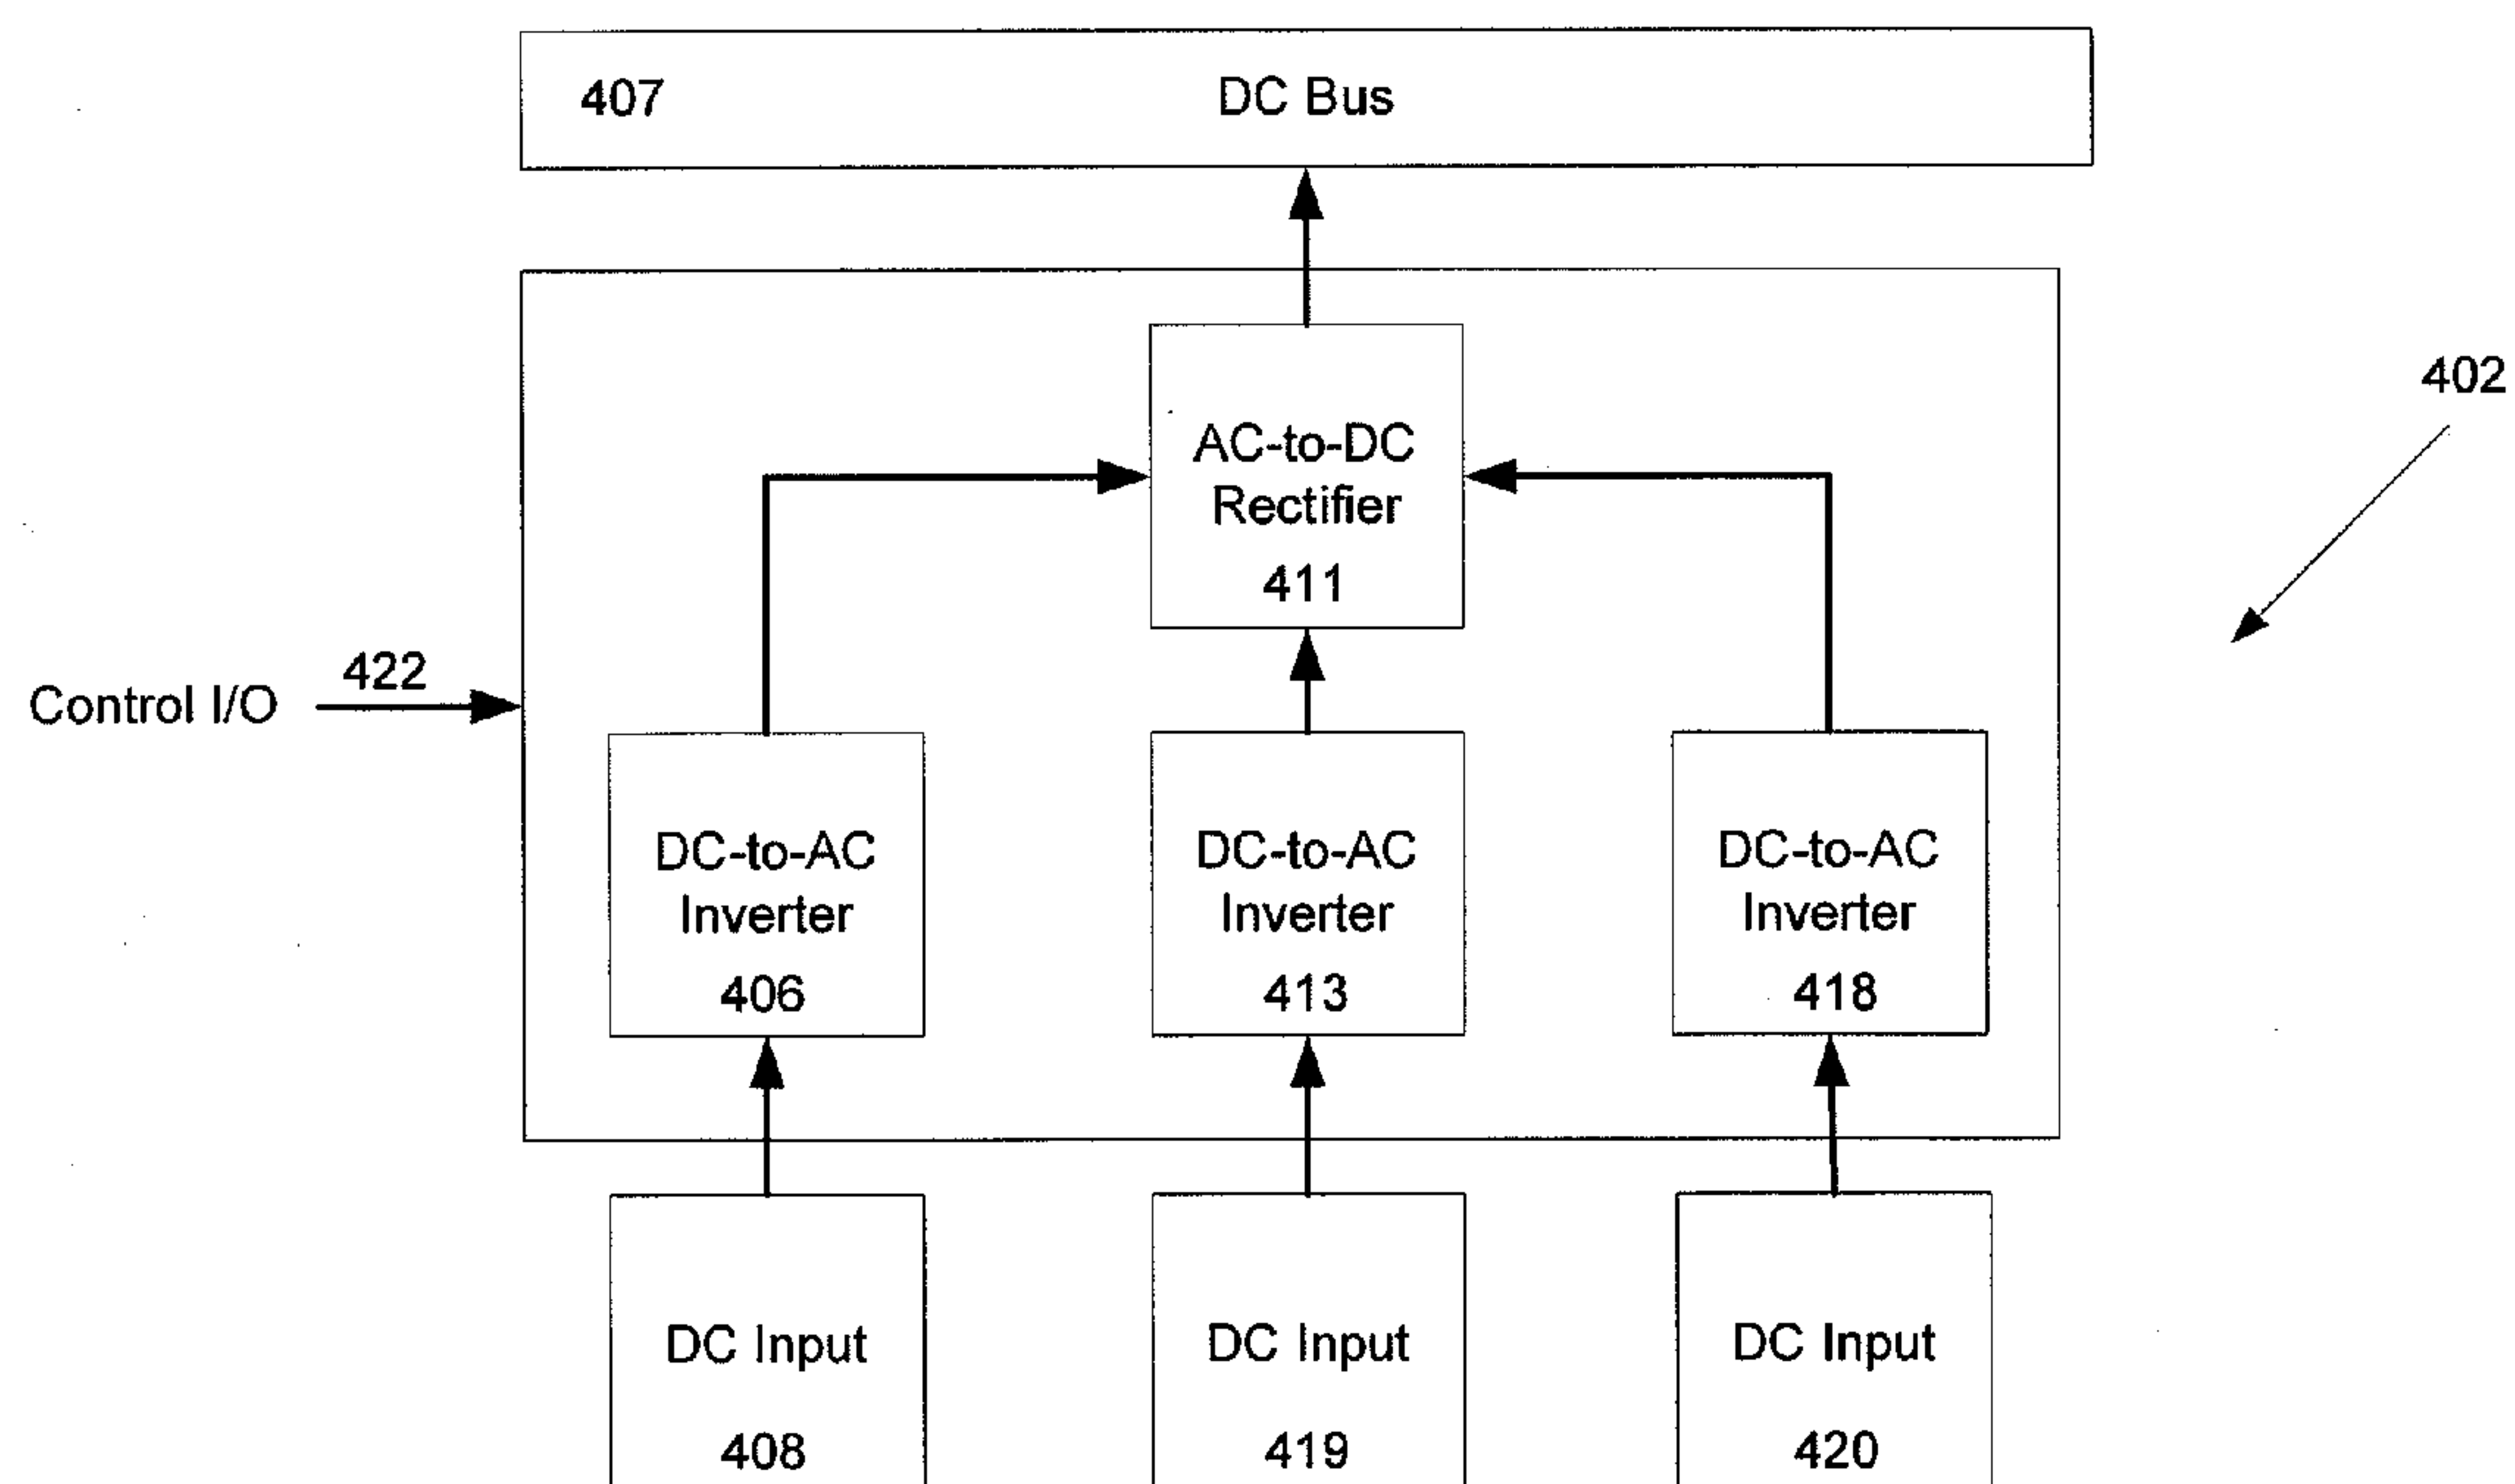 407
DC Bus
402
AC-to-DC
Rectifier
411
422
Control I/O
DC-to-AC
Inverter
406
DC-to-AC
Inverter
413
DC-to-AC
Inverter
418
DC Input
408
DC Input
419
DC Input
420